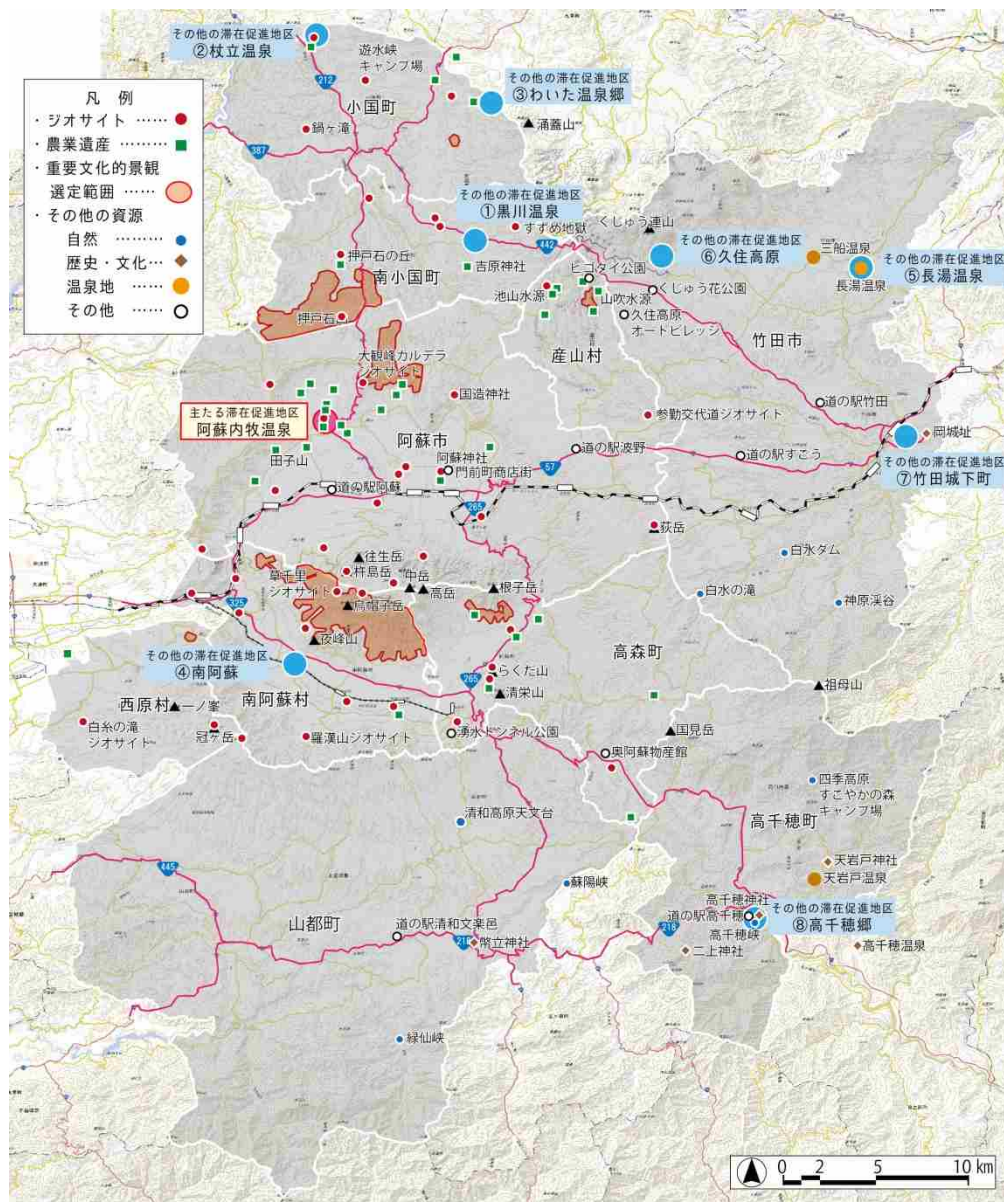 その他の滞在促進地区
②杖立温泉
遊水峡
キャンプ場
212
小国町
その他の滞在促進地区
③わいた温泉郷
涌蓋山
凡 例
・ジオサイト ……
・農業遺産 ……
・重要文化的景観
選定範囲 ……
・その他の資源
自然 ………
歴史・文化…
温泉地 ……
その他 ……
鍋ヶ滝
387
その他の滞在促進地区
①黒川温泉
すずめ地獄
442
くじゅう連山
その他の滞在促進地区
⑥久住高原
三船温泉
その他の滞在促進地区
⑤長湯温泉
長湯温泉
押戸石の丘
南小国町
吉原神社
ヒゴタイ公園
池山水源
山吹水源
くじゅう花公園
久住高原
オートビレッジ
押戸石山
産山村
竹田市
大観峰カルデラ
ジオサイト
国造神社
主たる滞在促進地区
阿蘇内牧温泉
参勤交代道ジオサイト
道の駅竹田
岡城址
その他の滞在促進地区
⑦竹田城下町
阿蘇市
阿蘇神社
門前町商店街
道の駅波野
57
道の駅すごう
田子山
道の駅阿蘇
265
荻岳
往生岳
杵島岳
草千里
ジオサイト
中岳
高岳
根子岳
烏帽子岳
白水ダム
白水の滝
神原渓谷
325
夜峰山
その他の滞在促進地区
④南阿蘇
高森町
265
らくだ山
清栄山
祖母山
西原村
一ノ峯
南阿蘇村
白糸の滝
ジオサイト
冠ヶ岳
羅漢山ジオサイト
湧水トンネル公園
国見岳
奥阿蘇物産館
四季高原
すこやかの森
キャンプ場
高千穂町
清和高原天文台
天岩戸神社
天岩戸温泉
445
蘇陽峡
高千穂神社
道の駅高千穂
高千穂峡
その他の滞在促進地区
⑧高千穂郷
山都町
道の駅清和文楽邑
218
幣立神社
218
二上神社
高千穂温泉
緑仙峡
0 2 5 10 km